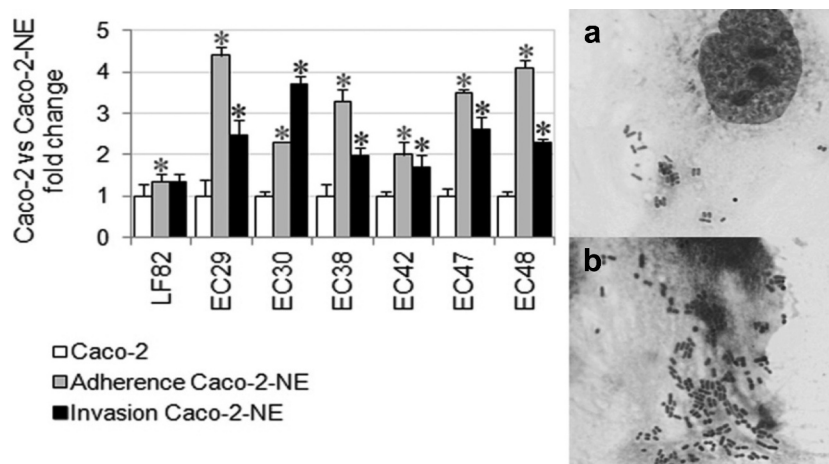 Caco-2 vs Caco-2-NE
fold change
5
4
3
2
1
0
* * * * * * * * * * * * *
LF82
EC29
EC30
EC38
EC42
EC47
EC48
Caco-2
Adherence Caco-2-NE
Invasion Caco-2-NE
a
b